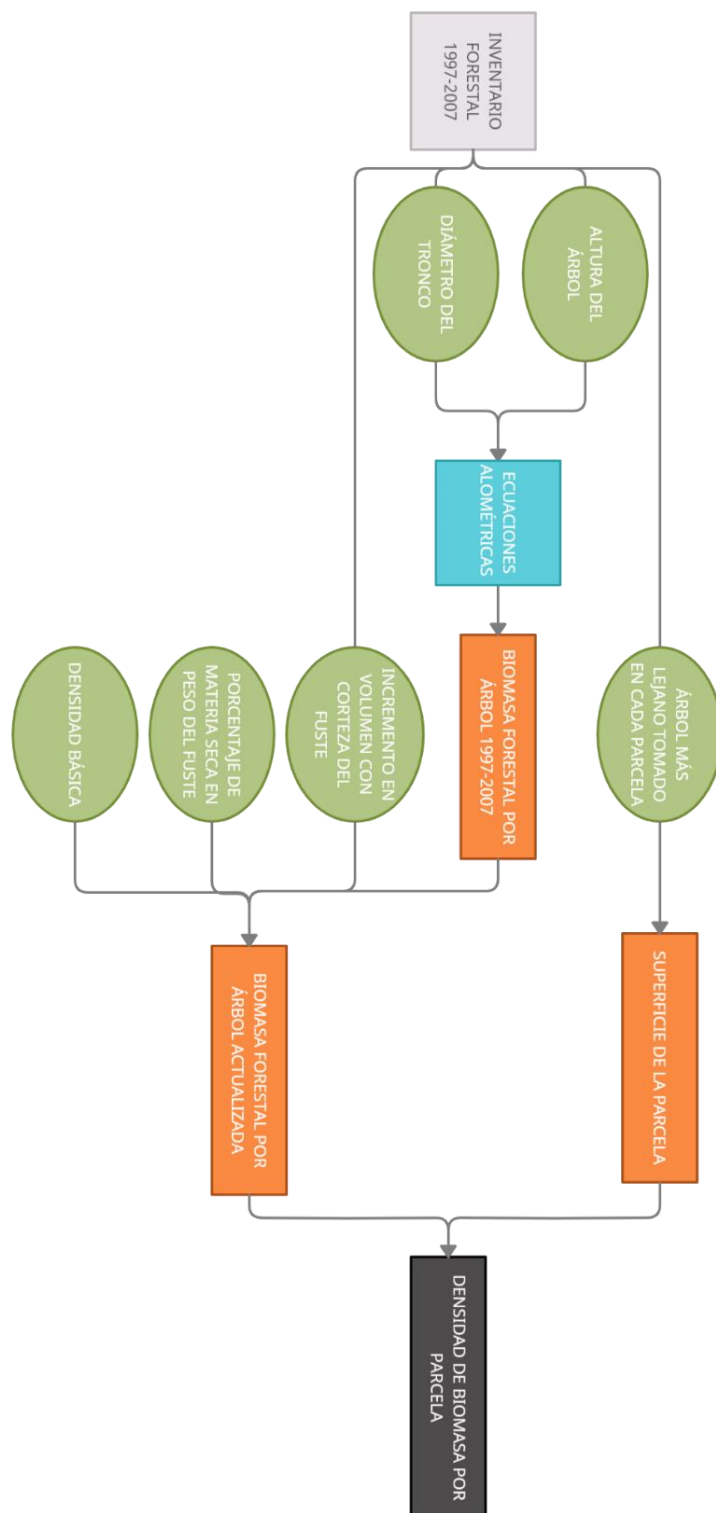 INVENTARIO
FORESTAL
1997-2007
ALTURA DEL
ÁRBOL
DIÁMETRO DEL
TRONCO
ECUACIONES
ALOMÉTRICAS
ÁRBOL MÁS
LEJANO TOMADO
EN CADA PARCELA
BIOMASA FORESTAL POR
ÁRBOL 1997-2007
INCREMENTO EN
VOLUMEN CON
CORTEZA DEL
FUSTE
PORCENTAJE DE
MATERIA SECA EN
PESO DEL FUSTE
DENSIDAD BÁSICA
SUPERFICIE DE LA PARCELA
BIOMASA FORESTAL POR
ÁRBOL ACTUALIZADA
DENSIDAD DE BIOMASA POR
PARCELA